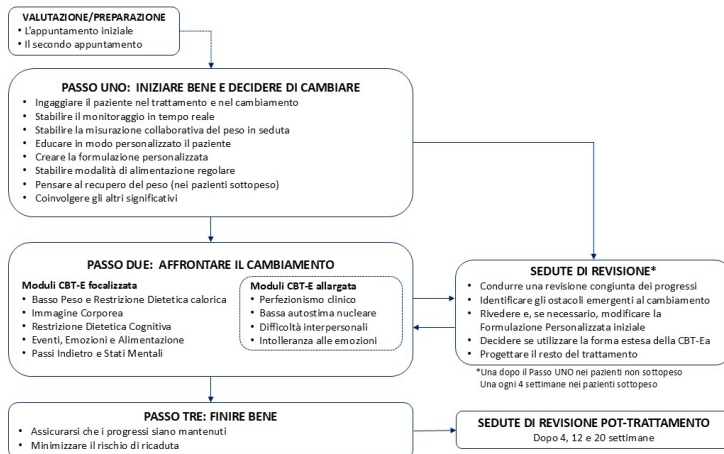 VALUTAZIONE/PREPARAZIONE
• L'appuntamento iniziale
• Il secondo appuntamento
PASSO UNO: INIZIARE BENE E DECIDERE DI CAMBIARE
• Ingaggiare il paziente nel trattamento e nel cambiamento
• Stabilire il monitoraggio in tempo reale
• Stabilire la misurazione collaborativa del peso in seduta
• Educare in modo personalizzato il paziente
• Creare la formulazione personalizzata
• Stabilire modalità di alimentazione regolare
• Pensare al recupero del peso (nei pazienti sottopeso)
• Coinvolgere gli altri significativi
PASSO DUE: AFFRONTARE IL CAMBIAMENTO
Moduli CBT-E focalizzata
• Basso Peso e Restrizione Dietetica calorica
• Immagine Corporea
• Restrizione Dietetica Cognitiva
• Eventi, Emozioni e Alimentazione
• Passi Indietro e Stati Mentali
Moduli CBT-E allargata
• Perfezionismo clinico
• Bassa autostima nucleare
• Difficoltà interpersonali
• Intolleranza alle emozioni
SEDUTE DI REVISIONE*
• Condurre una revisione congiunta dei progressi
• Identificare gli ostacoli emergenti al cambiamento
• Rivedere e, se necessario, modificare la
Formulazione Personalizzata iniziale
• Decidere se utilizzare la forma estesa della CBT-Ea
• Progettare il resto del trattamento
*Una dopo il Passo UNO nei pazienti non sottopeso
Una ogni 4 settimane nei pazienti sottopeso
PASSO TRE: FINIRE BENE
• Assicurarsi che i progressi siano mantenuti
• Minimizzare il rischio di ricaduta
SEDUTE DI REVISIONE POT-TRATTAMENTO
Dopo 4, 12 e 20 settimane